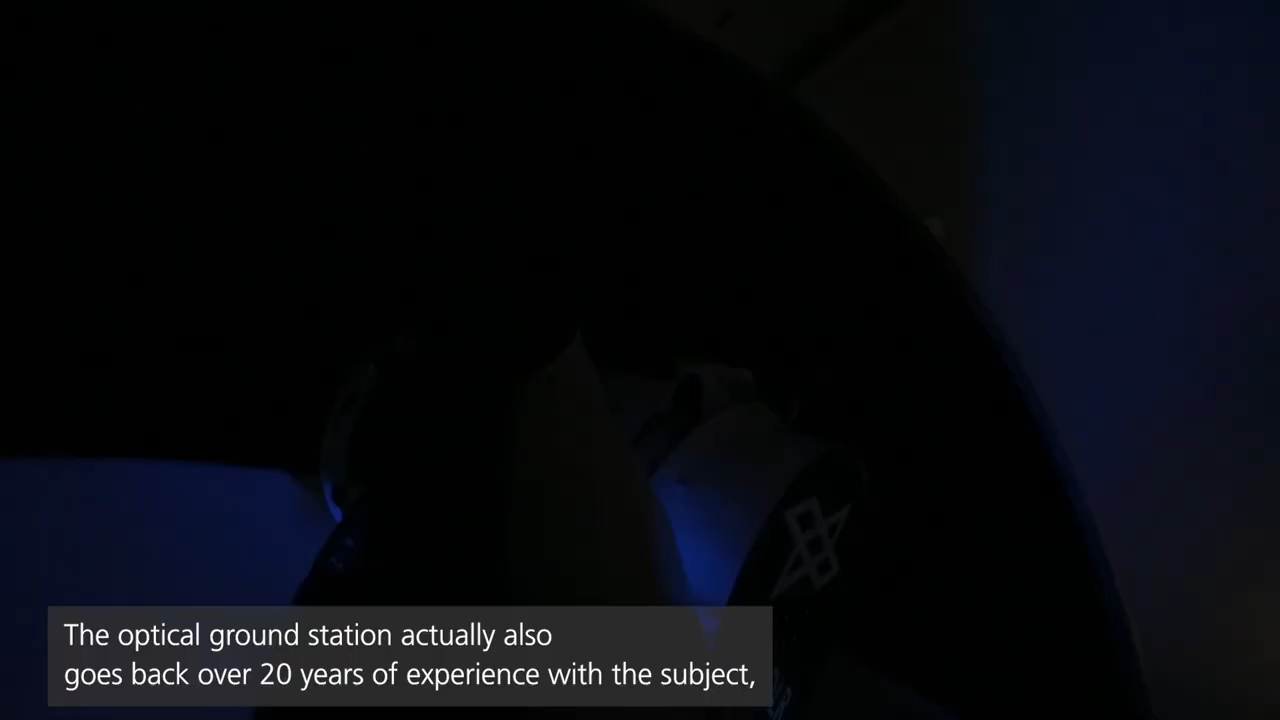 The optical ground station actually also
goes back over 20 years of experience with the subject,